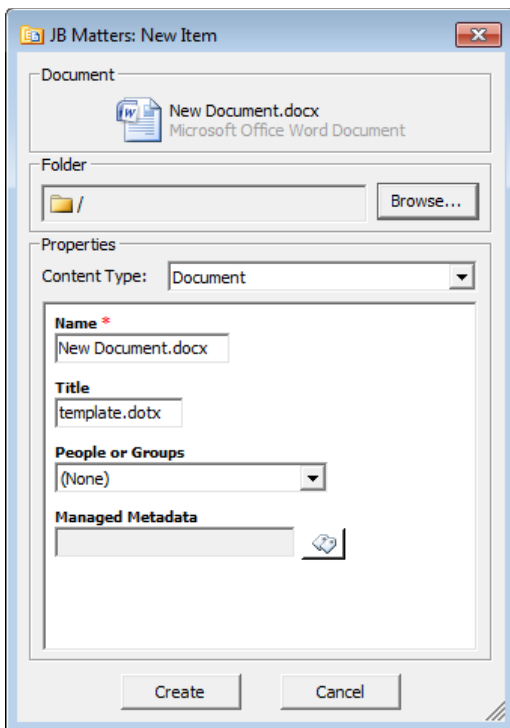 JB Matters: New Item
Document
New Document.docx
Microsoft Office Word Document
Folder
/
Browse...
Properties
Content Type: Document
Name *
New Document.docx
Title
template.dotx
People or Groups
(None)
Managed Metadata
Create Cancel